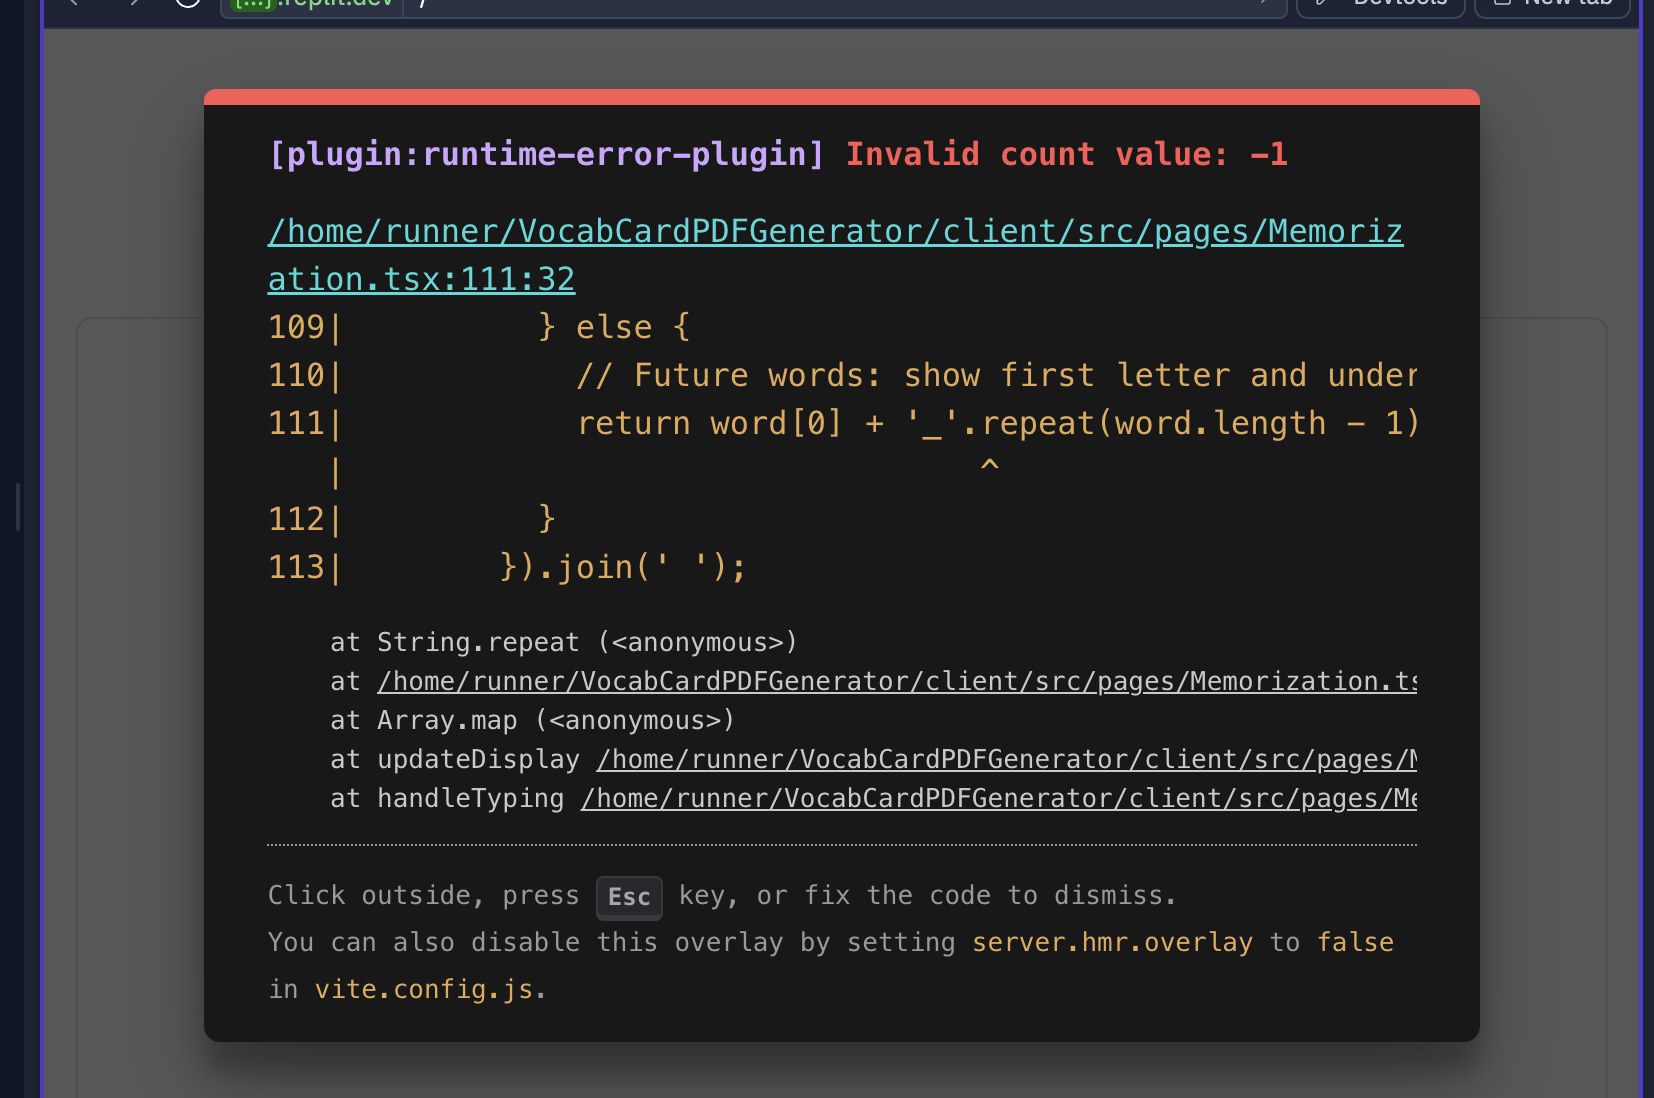 [...].replit.dev /
Devtools
New tab
[plugin:runtime-error-plugin] Invalid count value: -1
/home/runner/VocabCardPDFGenerator/client/src/pages/Memoriz
ation.tsx:111:32
109| } else {
110| // Future words: show first letter and under
111| return word[0] + '_'.repeat(word.length - 1)
| ^
112| }
113| }).join(' ');
at String.repeat (<anonymous>)
at /home/runner/VocabCardPDFGenerator/client/src/pages/Memorization.ts
at Array.map (<anonymous>)
at updateDisplay /home/runner/VocabCardPDFGenerator/client/src/pages/M
at handleTyping /home/runner/VocabCardPDFGenerator/client/src/pages/Me
Click outside, press Esc key, or fix the code to dismiss.
You can also disable this overlay by setting server.hmr.overlay to false
in vite.config.js.